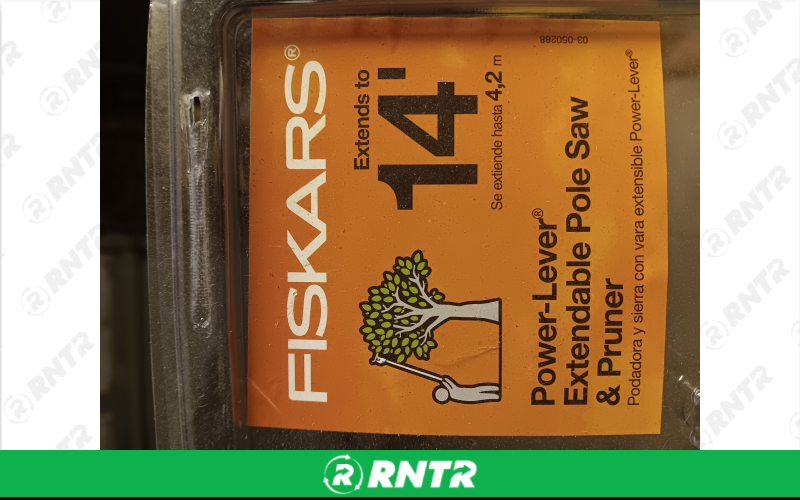 FISKARS®
Extends to
14'
Se extiende hasta 4,2 m
Power-Lever®
Extendable Pole Saw
& Pruner
Podadora y sierra con vara extensible Power-Lever®
03-050288
RNTR